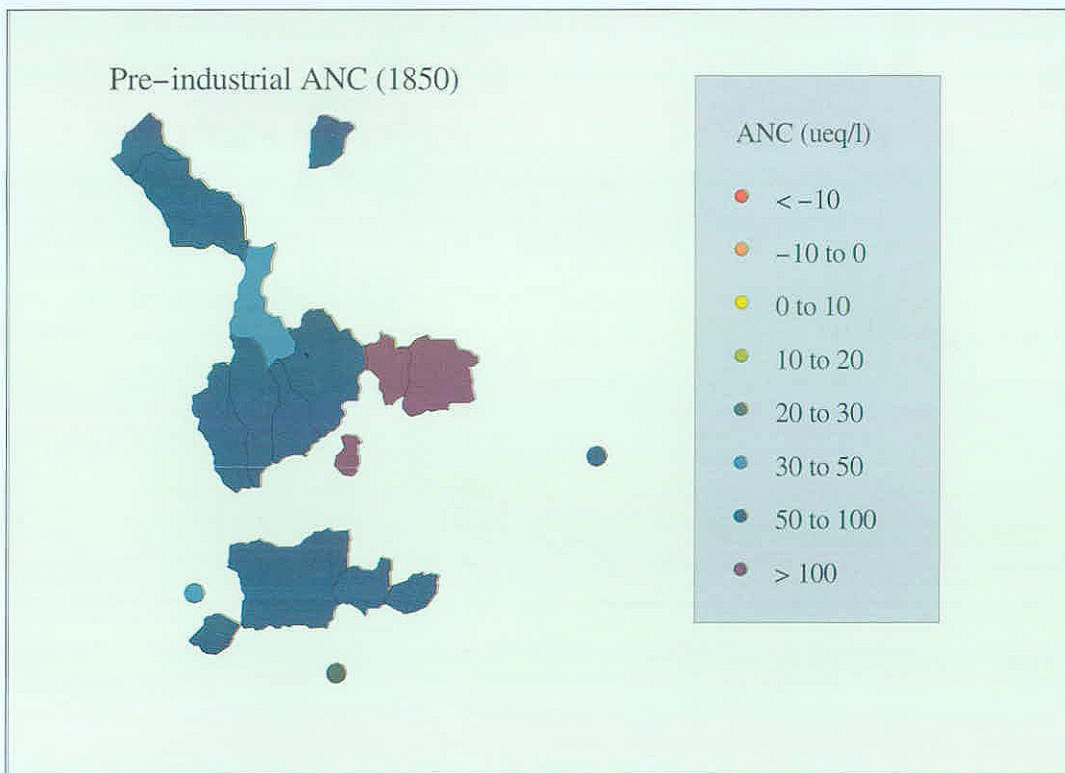 Pre–industrial ANC (1850)
ANC (ueq/l)
< –10
–10 to 0
0 to 10
10 to 20
20 to 30
30 to 50
50 to 100
> 100